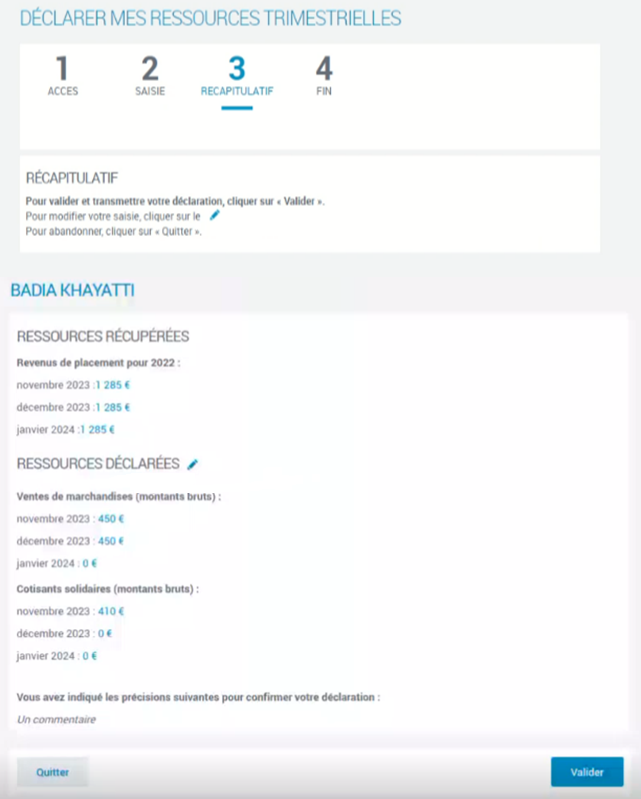 DÉCLARER MES RESSOURCES TRIMESTRIELLES
1 2 3 4
ACCES SAISIE RECAPITULATIF FIN
RÉCAPITULATIF
Pour valider et transmettre votre déclaration, cliquer sur « Valider ».
Pour modifier votre saisie, cliquer sur le
Pour abandonner, cliquer sur « Quitter ».
BADIA KHAYATTI
RESSOURCES RÉCUPÉRÉES
Revenus de placement pour 2022 :
novembre 2023 :1 285 €
décembre 2023 :1 285 €
janvier 2024 :1 285 €
RESSOURCES DÉCLARÉES
Ventes de marchandises (montants bruts) :
novembre 2023 : 450 €
décembre 2023 : 450 €
janvier 2024 : 0 €
Cotisants solidaires (montants bruts) :
novembre 2023 : 410 €
décembre 2023 : 0 €
janvier 2024 : 0 €
Vous avez indiqué les précisions suivantes pour confirmer votre déclaration :
Un commentaire
Quitter Valider